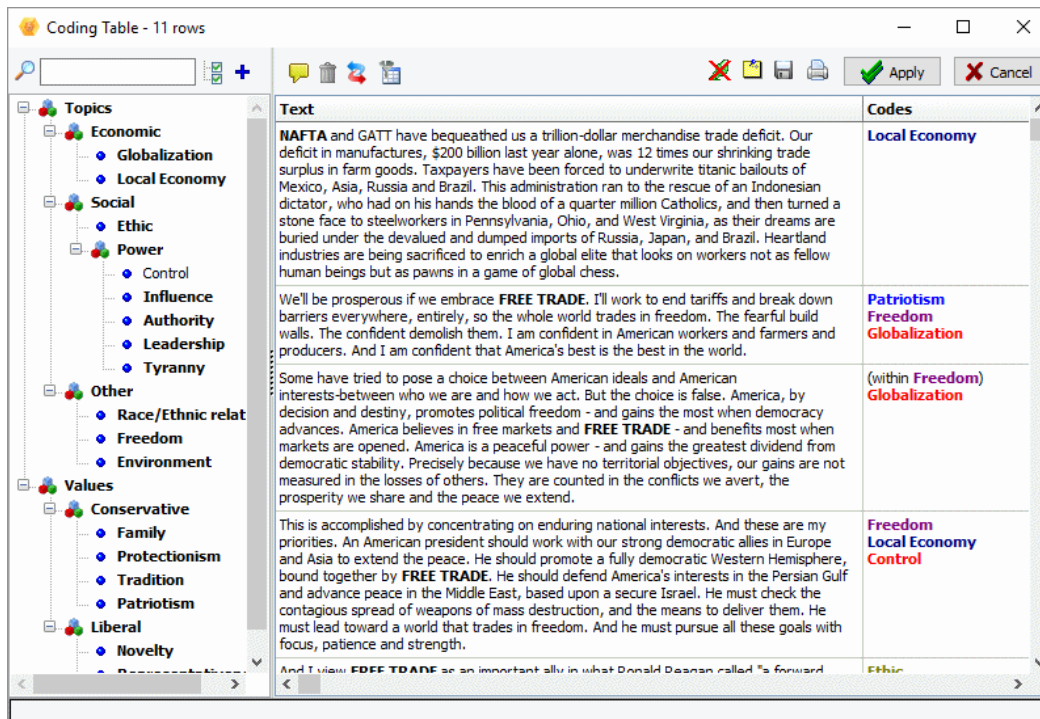 Coding Table - 11 rows
Apply
Cancel
Topics
Economic
Globalization
Local Economy
Social
Ethic
Power
Control
Influence
Authority
Leadership
Tyranny
Other
Race/Ethnic relat
Freedom
Environment
Values
Conservative
Family
Protectionism
Tradition
Patriotism
Liberal
Novelty
Text
Codes
NAFTA and GATT have bequeathed us a trillion-dollar merchandise trade deficit. Our
deficit in manufactures, $200 billion last year alone, was 12 times our shrinking trade
surplus in farm goods. Taxpayers have been forced to underwrite titanic bailouts of
Mexico, Asia, Russia and Brazil. This administration ran to the rescue of an Indonesian
dictator, who had on his hands the blood of a quarter million Catholics, and then turned a
stone face to steelworkers in Pennsylvania, Ohio, and West Virginia, as their dreams are
buried under the devalued and dumped imports of Russia, Japan, and Brazil. Heartland
industries are being sacrificed to enrich a global elite that looks on workers not as fellow
human beings but as pawns in a game of global chess.
Local Economy
We'll be prosperous if we embrace FREE TRADE. I'll work to end tariffs and break down
barriers everywhere, entirely, so the whole world trades in freedom. The fearful build
walls. The confident demolish them. I am confident in American workers and farmers and
producers. And I am confident that America's best is the best in the world.
Patriotism
Freedom
Globalization
Some have tried to pose a choice between American ideals and American
interests-between who we are and how we act. But the choice is false. America, by
decision and destiny, promotes political freedom - and gains the most when democracy
advances. America believes in free markets and FREE TRADE - and benefits most when
markets are opened. America is a peaceful power - and gains the greatest dividend from
democratic stability. Precisely because we have no territorial objectives, our gains are not
measured in the losses of others. They are counted in the conflicts we avert, the
prosperity we share and the peace we extend.
(within Freedom)
Globalization
This is accomplished by concentrating on enduring national interests. And these are my
priorities. An American president should work with our strong democratic allies in Europe
and Asia to extend the peace. He should promote a fully democratic Western Hemisphere,
bound together by FREE TRADE. He should defend America's interests in the Persian Gulf
and advance peace in the Middle East, based upon a secure Israel. He must check the
contagious spread of weapons of mass destruction, and the means to deliver them. He
must lead toward a world that trades in freedom. And he must pursue all these goals with
focus, patience and strength.
Freedom
Local Economy
Control
And I view FREE TRADE as an important ally in what Ronald Reagan called "a forward
Ethic